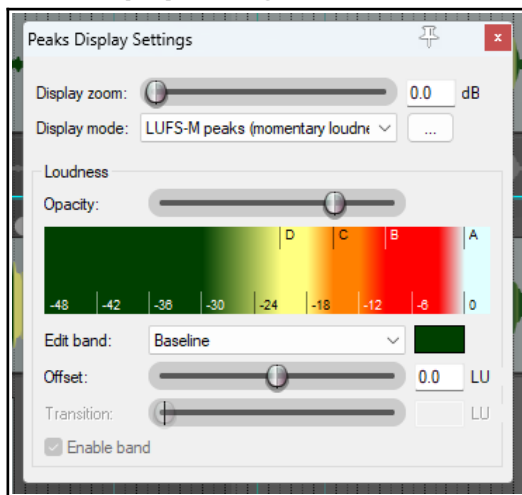 Peaks Display Settings
x
Display zoom: 0.0 dB
Display mode: LUFS-M peaks (momentary loudne ...
Loudness
Opacity:
D C B A
-48 -42 -36 -30 -24 -18 -12 -6 0
Edit band: Baseline
Offset: 0.0 LU
Transition: LU
Enable band